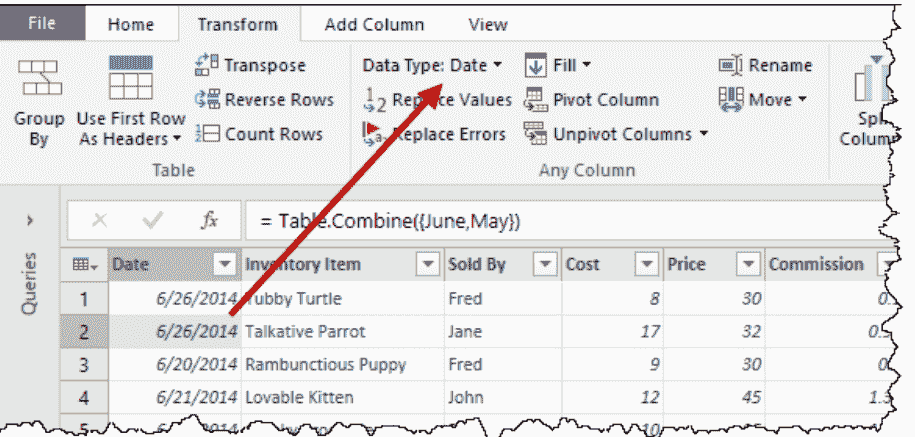 File Home Transform Add Column View
Transpose Data Type: Date Fill Rename
Reverse Rows Replace Values Pivot Column Move
Group By Use First Row As Headers Count Rows Replace Errors Unpivot Columns
Table Any Column
fx = Table.Combine({June,May})
Queries
Date Inventory Item Sold By Cost Price Commission
1 6/26/2014 Tubby Turtle Fred 8 30
2 6/26/2014 Talkative Parrot Jane 17 32
3 6/20/2014 Rambunctious Puppy Fred 9 30
4 6/21/2014 Lovable Kitten John 12 45